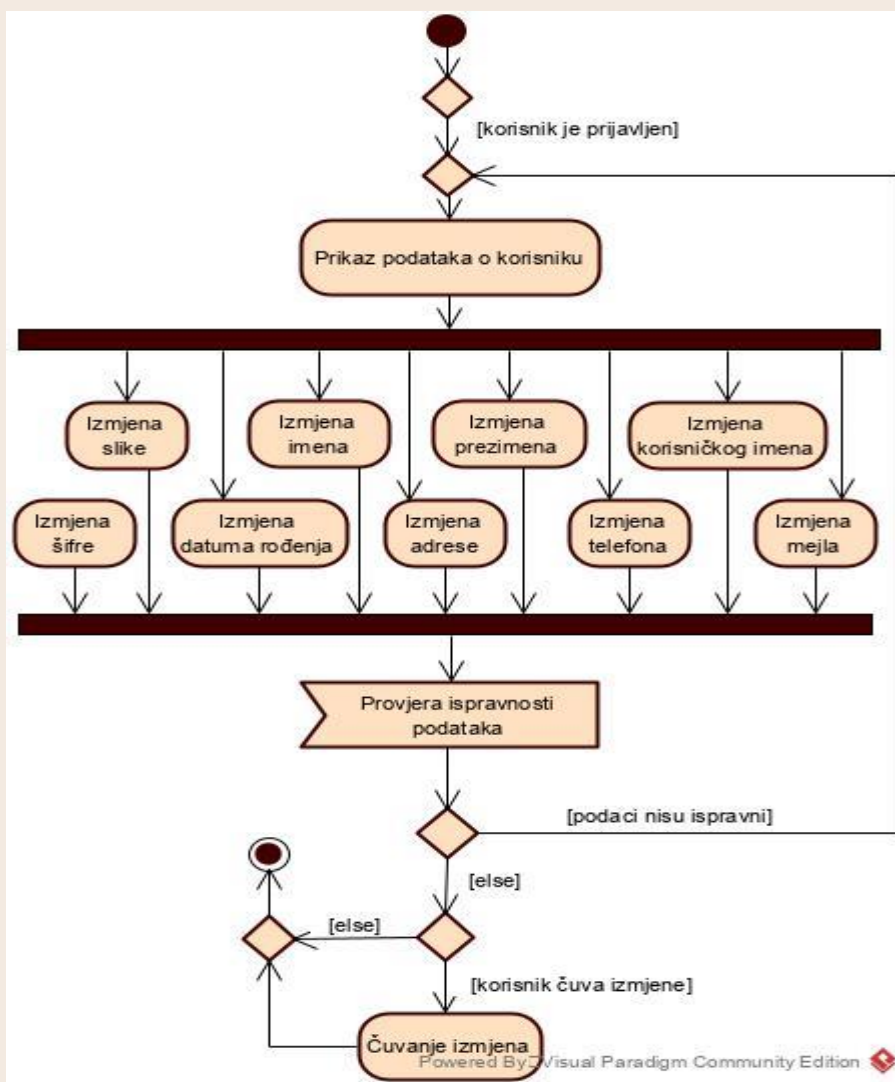 [korisnik je prijavljen]
Prikaz podataka o korisniku
Izmjena
slike
Izmjena
imena
Izmjena
prezimena
Izmjena
korisničkog imena
Izmjena
šifre
Izmjena
datuma rođenja
Izmjena
adrese
Izmjena
telefona
Izmjena
mejla
Provjera ispravnosti
podataka
[podaci nisu ispravni]
[else]
[else]
[korisnik čuva izmjene]
Čuvanje izmjena
Powered By Visual Paradigm Community Edition